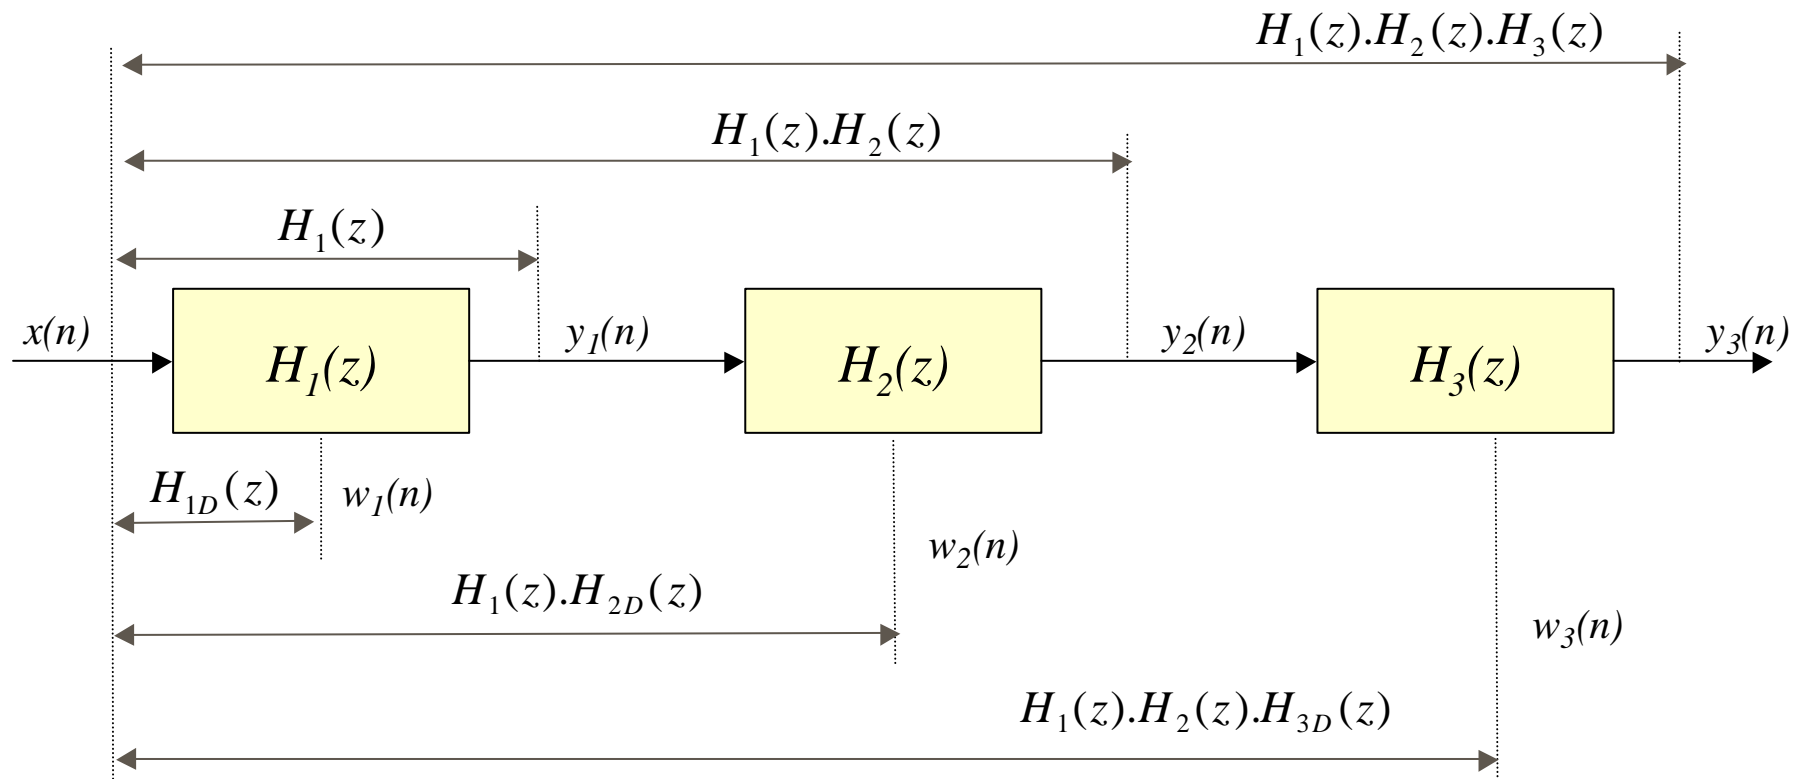 H₁(z).H₂(z).H₃(z)
H₁(z).H₂(z)
H₁(z)
x(n)
H₁(z)
y₁(n)
H₂(z)
y₂(n)
H₃(z)
y₃(n)
H₁D(z)
w₁(n)
w₂(n)
H₁(z).H₂D(z)
w₃(n)
H₁(z).H₂(z).H₃D(z)